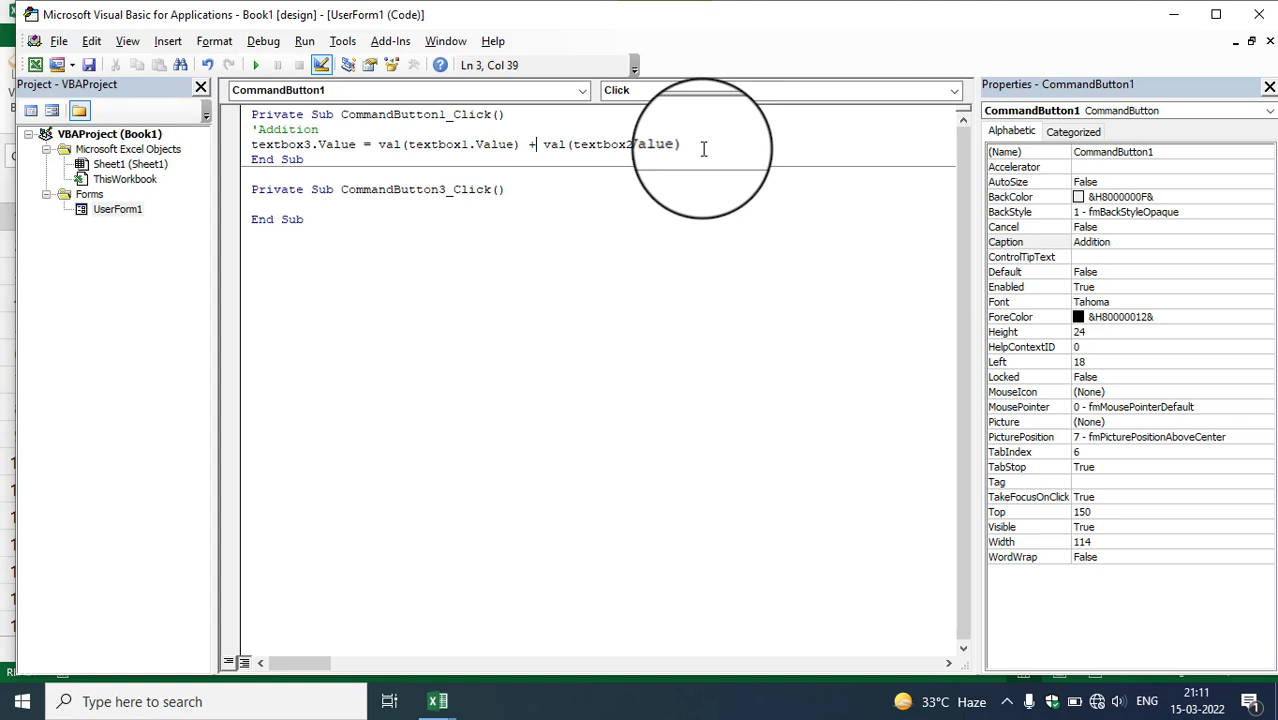 Microsoft Visual Basic for Applications - Book1 [design] - [UserForm1 (Code)]
File Edit View Insert Format Debug Run Tools Add-Ins Window Help
Ln 3, Col 39
Project - VBAProject
VBAProject (Book1)
Microsoft Excel Objects
Sheet1 (Sheet1)
ThisWorkbook
Forms
UserForm1
CommandButton1
Click
Private Sub CommandButton1_Click()
'Addition
textbox3.Value = val(textbox1.Value) + val(textbox2Value)
End Sub
Private Sub CommandButton3_Click()
End Sub
Properties - CommandButton1
CommandButton1 CommandButton
Alphabetic Categorized
(Name) CommandButton1
Accelerator
AutoSize False
BackColor &H8000000F&
BackStyle 1 - fmBackStyleOpaque
Cancel False
Caption Addition
ControlTipText
Default False
Enabled True
Font Tahoma
ForeColor &H80000012&
Height 24
HelpContextID 0
Left 18
Locked False
MouseIcon (None)
MousePointer 0 - fmMousePointerDefault
Picture (None)
PicturePosition 7 - fmPicturePositionAboveCenter
TabIndex 6
TabStop True
Tag
TakeFocusOnClick True
Top 150
Visible True
Width 114
WordWrap False
Type here to search
33°C Haze
ENG
21:11
15-03-2022
1